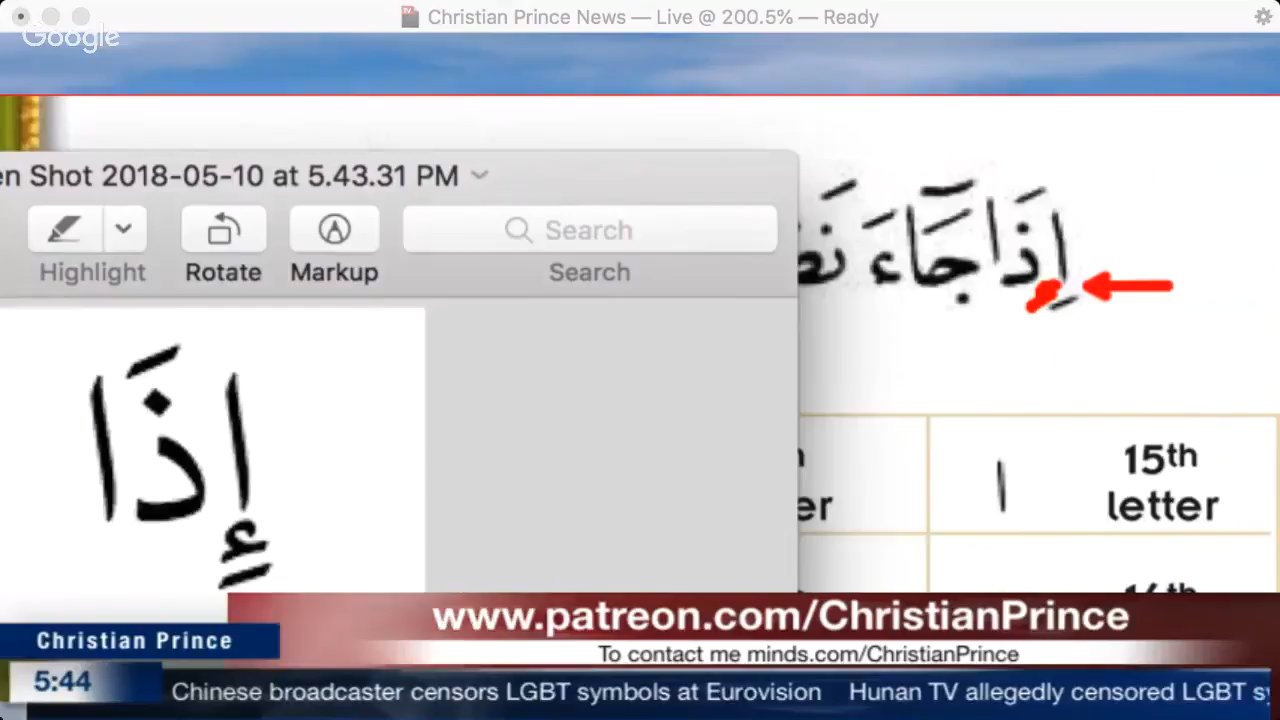 Christian Prince News — Live @ 200.5% — Ready
Google
en Shot 2018-05-10 at 5.43.31 PM
Search
Highlight Rotate Markup Search
اِذَا جَآءَ
إِذَا
ا 15th
er letter
www.patreon.com/ChristianPrince
Christian Prince
To contact me minds.com/ChristianPrince
5:44
Chinese broadcaster censors LGBT symbols at Eurovision Hunan TV allegedly censored LGBT sy